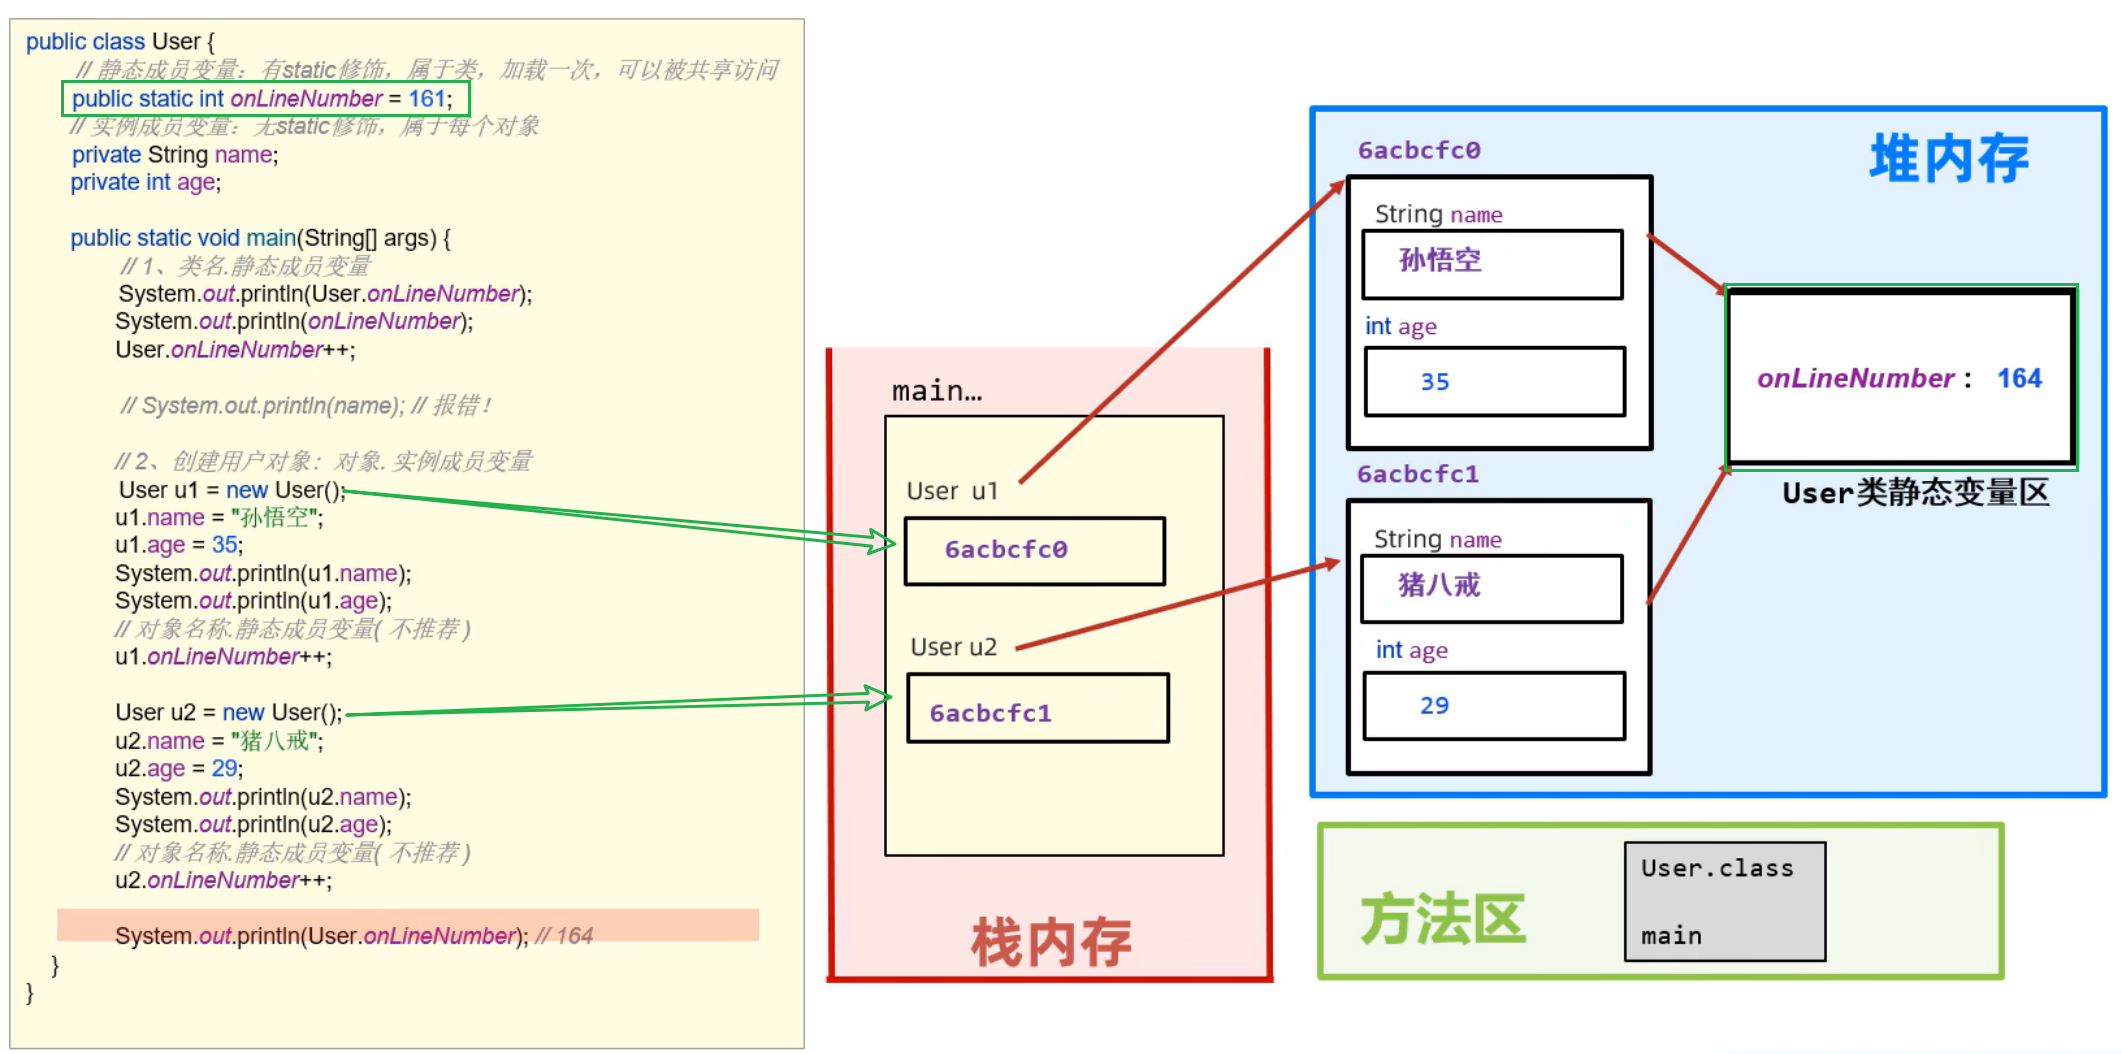 public class User {
// 静态成员变量：有static修饰，属于类，加载一次，可以被共享访问
public static int onLineNumber = 161;
// 实例成员变量：无static修饰，属于每个对象
private String name;
private int age;
public static void main(String[] args) {
// 1、类名.静态成员变量
System.out.println(User.onLineNumber);
System.out.println(onLineNumber);
User.onLineNumber++;
// System.out.println(name); // 报错！
// 2、创建用户对象：对象. 实例成员变量
User u1 = new User();
u1.name = "孙悟空";
u1.age = 35;
System.out.println(u1.name);
System.out.println(u1.age);
// 对象名称.静态成员变量( 不推荐 )
u1.onLineNumber++;
User u2 = new User();
u2.name = "猪八戒";
u2.age = 29;
System.out.println(u2.name);
System.out.println(u2.age);
// 对象名称.静态成员变量( 不推荐 )
u2.onLineNumber++;
System.out.println(User.onLineNumber); // 164
}
}
main…
User u1
6acbcfc0
User u2
6acbcfc1
栈内存
堆内存
6acbcfc0
String name
孙悟空
int age
35
6acbcfc1
String name
猪八戒
int age
29
onLineNumber： 164
User类静态变量区
方法区
User.class
main